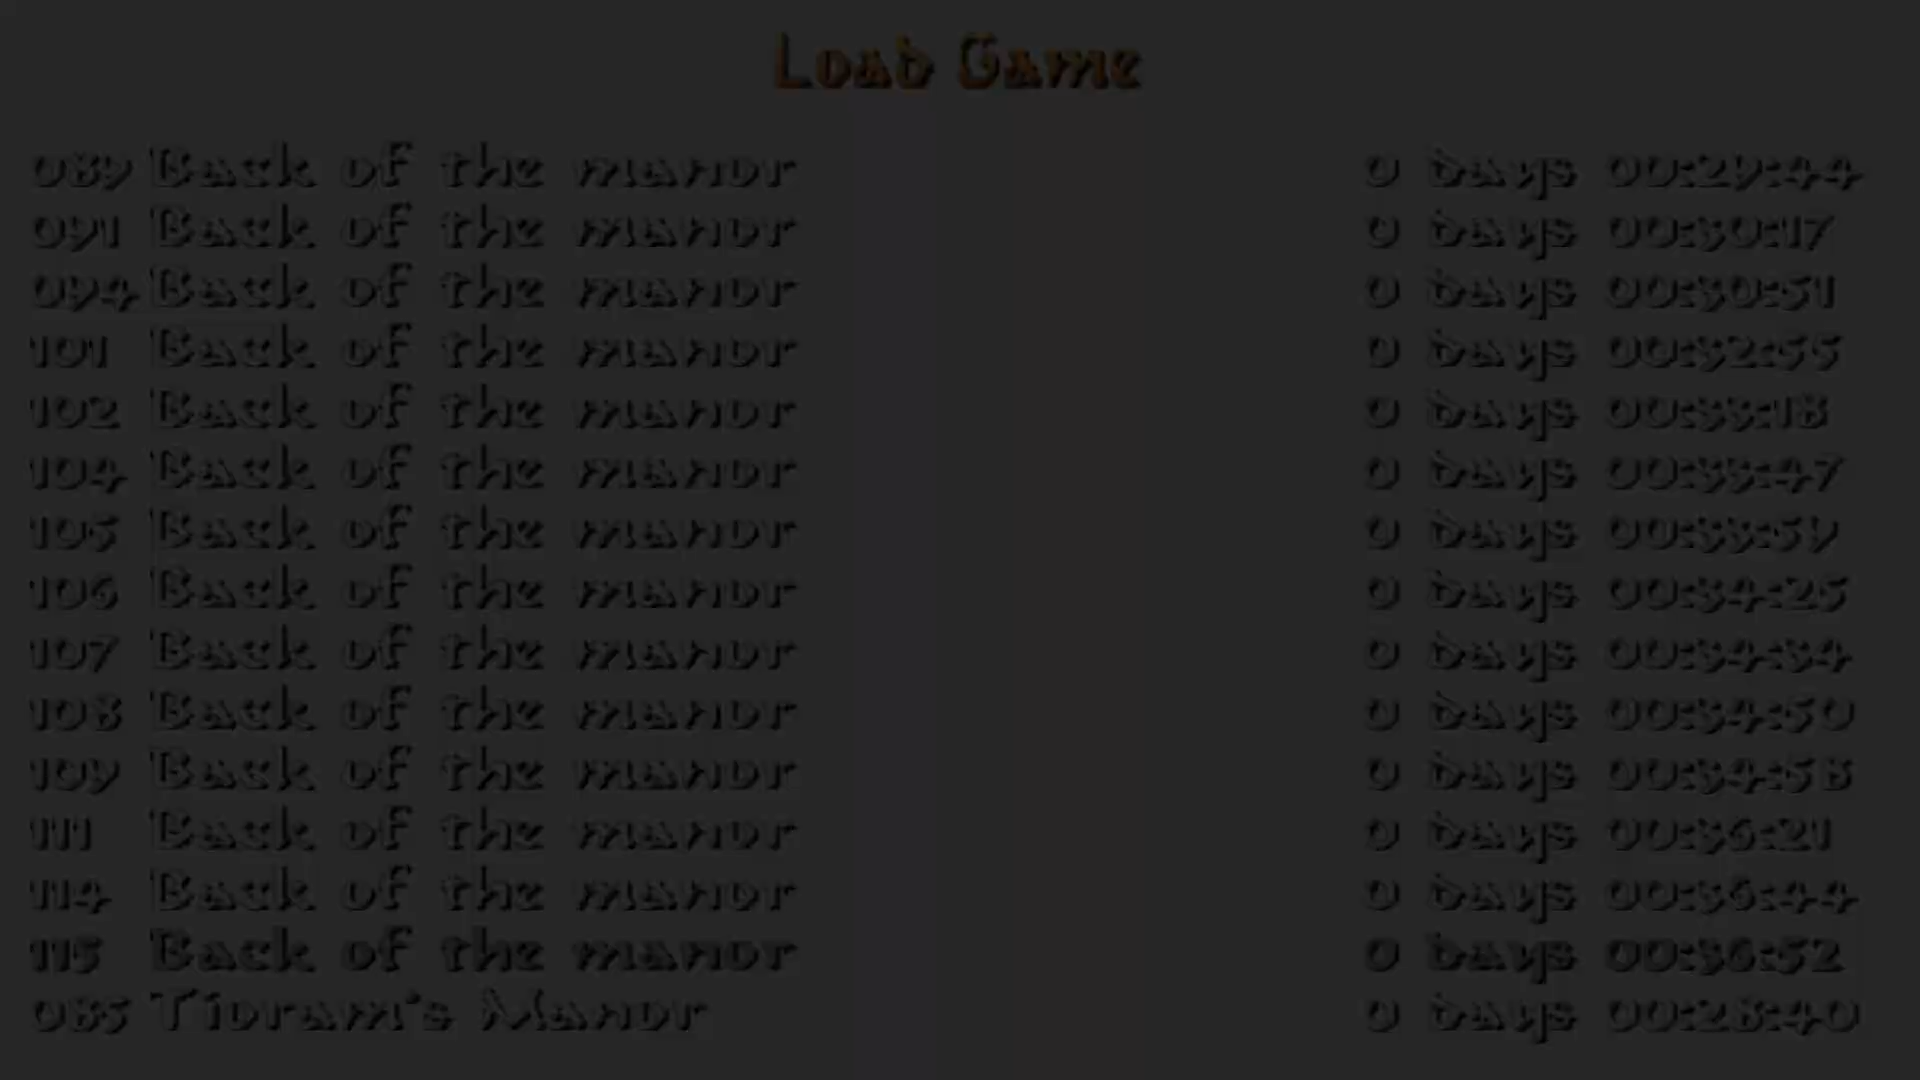 Load Game
089 Back of the manor 0 days 00:29:44
091 Back of the manor 0 days 00:30:17
094 Back of the manor 0 days 00:30:51
101 Back of the manor 0 days 00:32:55
102 Back of the manor 0 days 00:33:18
104 Back of the manor 0 days 00:33:47
105 Back of the manor 0 days 00:33:59
106 Back of the manor 0 days 00:34:25
107 Back of the manor 0 days 00:34:34
108 Back of the manor 0 days 00:34:50
109 Back of the manor 0 days 00:34:58
111 Back of the manor 0 days 00:36:21
114 Back of the manor 0 days 00:36:44
115 Back of the manor 0 days 00:36:52
085 Tioram's Manor 0 days 00:28:40